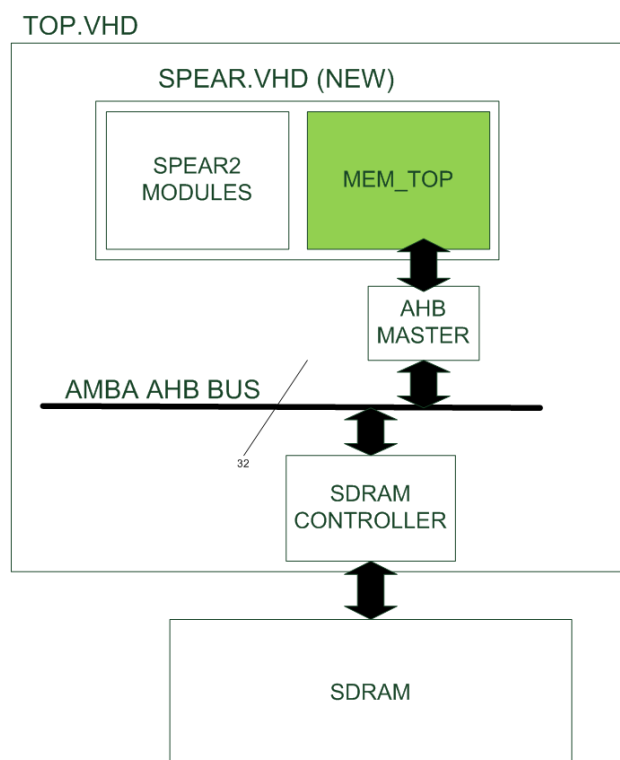 TOP.VHD
SPEAR.VHD (NEW)
SPEAR2
MODULES
MEM_TOP
AHB
MASTER
AMBA AHB BUS
32
SDRAM
CONTROLLER
SDRAM